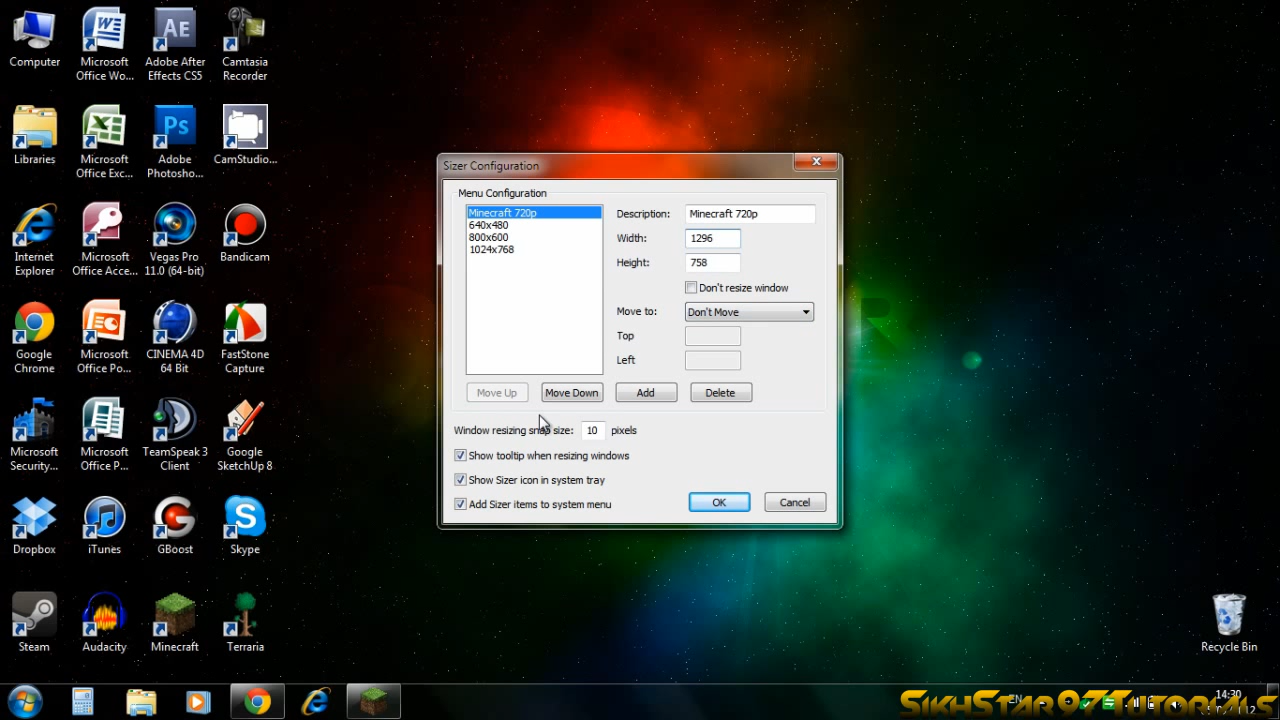 Computer
Microsoft
Office Wo...
Adobe After
Effects CS5
Camtasia
Recorder
Libraries
Microsoft
Office Exc...
Adobe
Photosho...
CamStudio...
Internet
Explorer
Microsoft
Office Acce...
Vegas Pro
11.0 (64-bit)
Bandicam
Google
Chrome
Microsoft
Office Po...
CINEMA 4D
64 Bit
FastStone
Capture
Microsoft
Security...
Microsoft
Office P...
TeamSpeak 3
Client
Google
SketchUp 8
Dropbox
iTunes
GBoost
Skype
Steam
Audacity
Minecraft
Terraria
Recycle Bin
Sizer Configuration
Menu Configuration
Minecraft 720p
640x480
800x600
1024x768
Description: Minecraft 720p
Width: 1296
Height: 758
Don't resize window
Move to: Don't Move
Top
Left
Move Up Move Down Add Delete
Window resizing snap size: 10 pixels
Show tooltip when resizing windows
Show Sizer icon in system tray
Add Sizer items to system menu
OK Cancel
EN
14:30
SikhStar97Tutorials